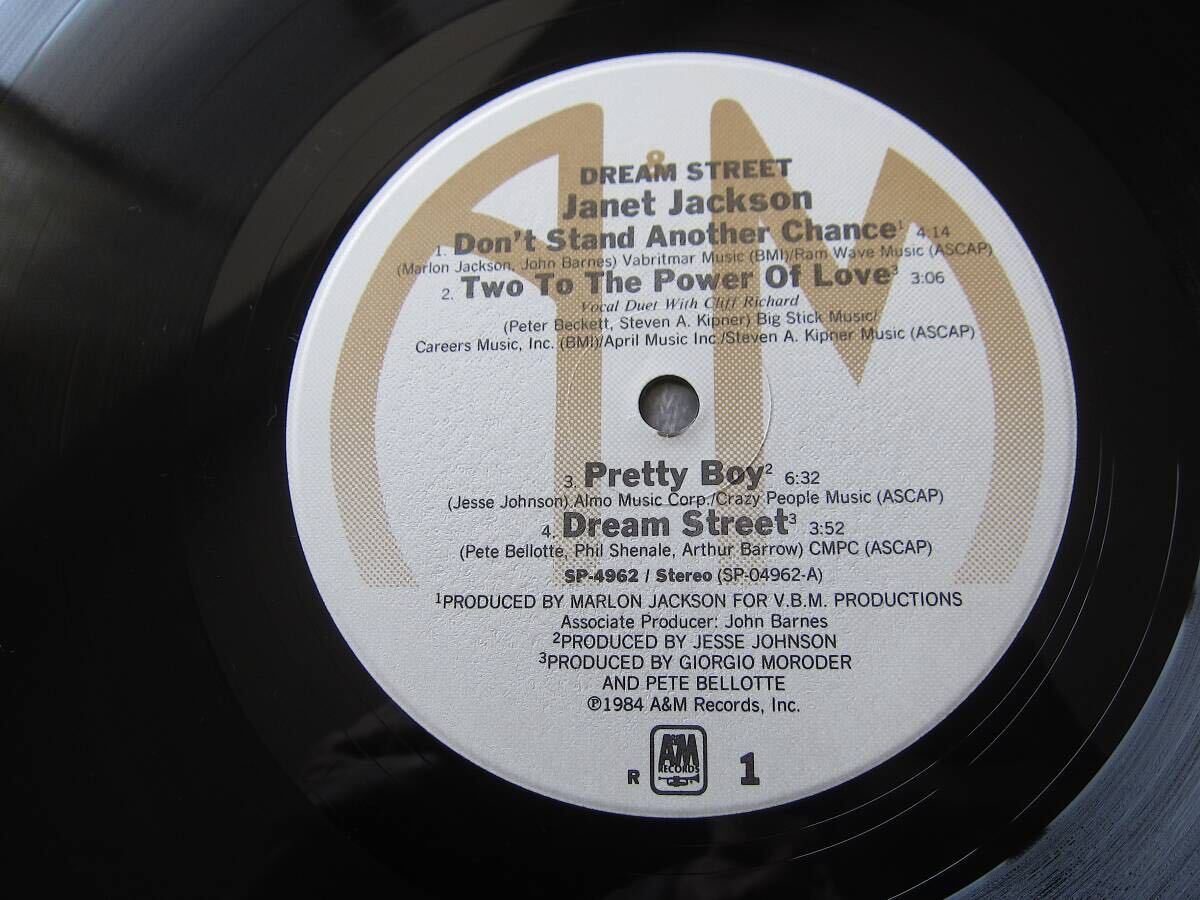 &
DREAM STREET
Janet Jackson
1. Don't Stand Another Chance¹ 4:14
(Marlon Jackson, John Barnes) Vabritmar Music (BMI)/Ram Wave Music (ASCAP)
2. Two To The Power Of Love³ 3:06
Vocal Duet With Cliff Richard
(Peter Beckett, Steven A. Kipner) Big Stick Music/
Careers Music, Inc. (BMI)/April Music Inc./Steven A. Kipner Music (ASCAP)
3. Pretty Boy² 6:32
(Jesse Johnson) Almo Music Corp./Crazy People Music (ASCAP)
4. Dream Street³ 3:52
(Pete Bellotte, Phil Shenale, Arthur Barrow) CMPC (ASCAP)
SP-4962 / Stereo (SP-04962-A)
¹PRODUCED BY MARLON JACKSON FOR V.B.M. PRODUCTIONS
Associate Producer: John Barnes
²PRODUCED BY JESSE JOHNSON
³PRODUCED BY GIORGIO MORODER
AND PETE BELLOTTE
℗1984 A&M Records, Inc.
R A&M RECORDS 1